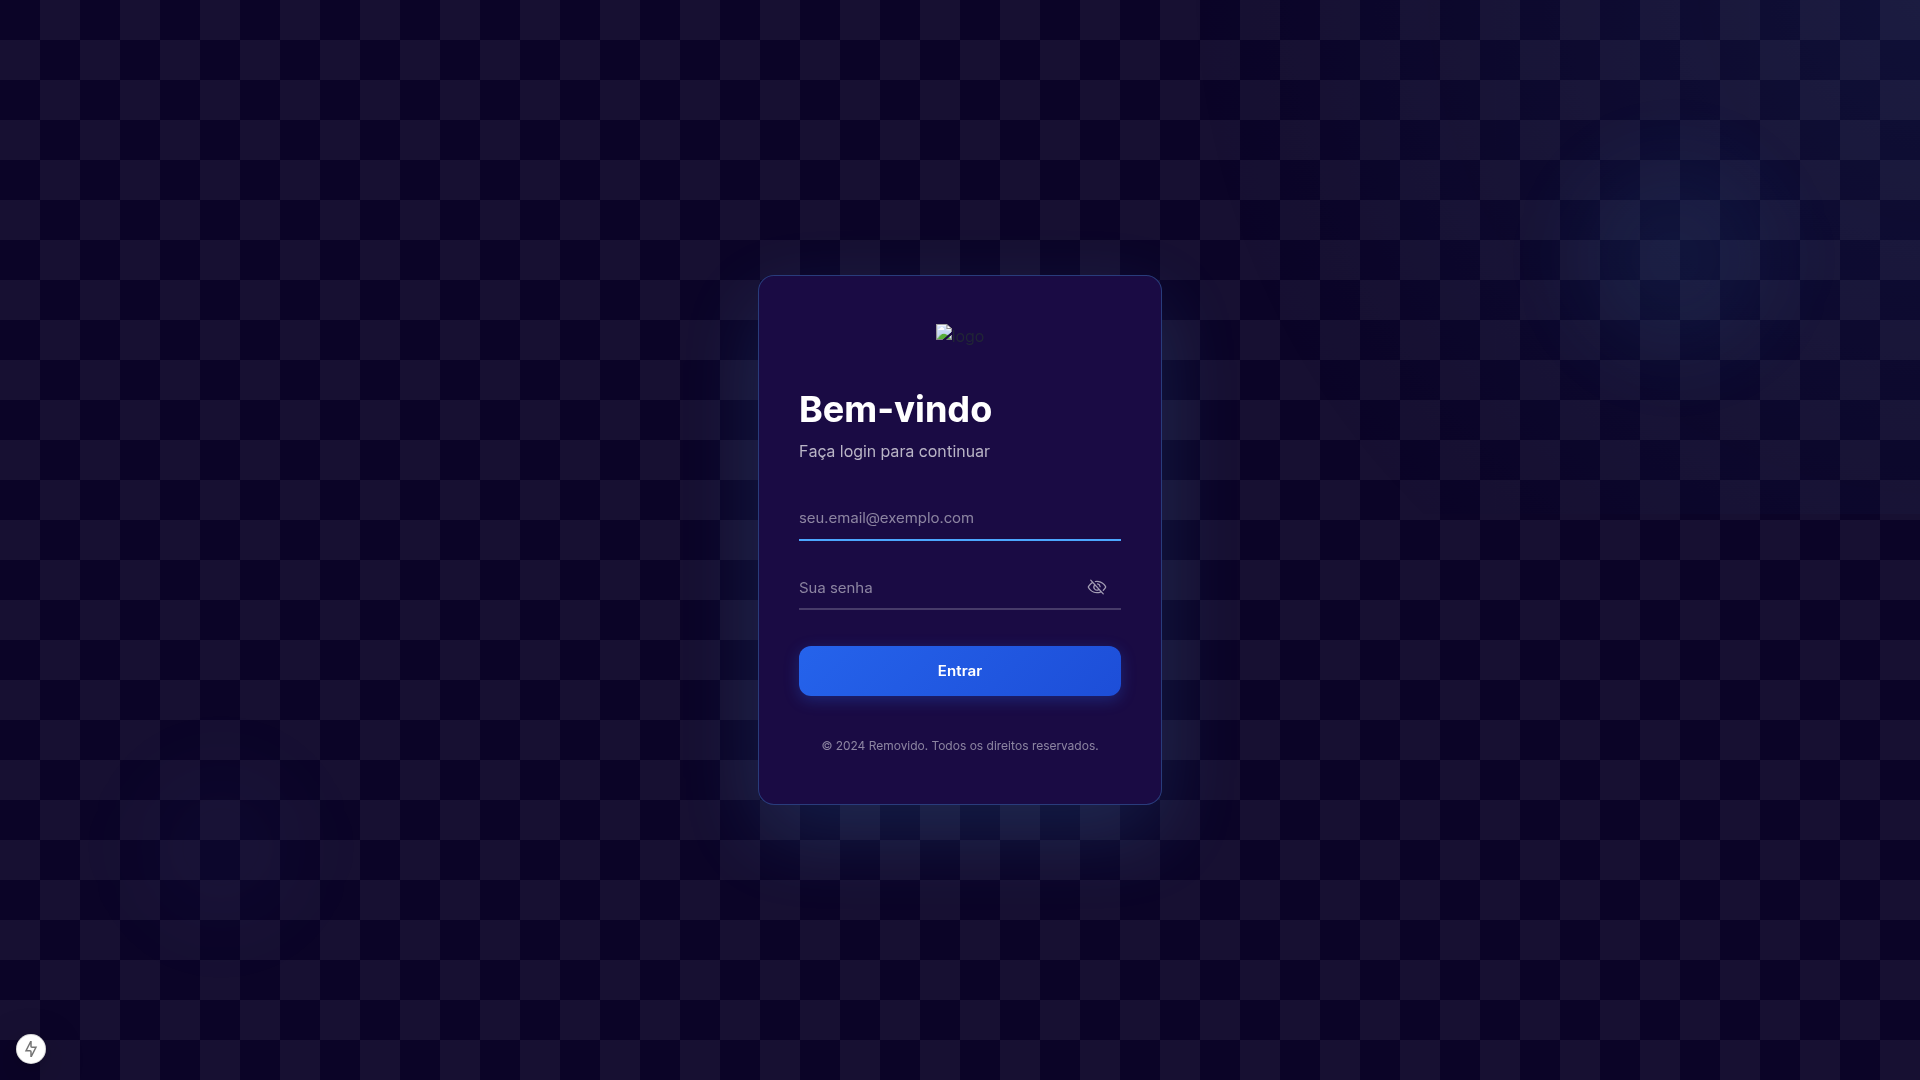 logo
Bem-vindo
Faça login para continuar
seu.email@exemplo.com
Sua senha
Entrar
© 2024 Removido. Todos os direitos reservados.